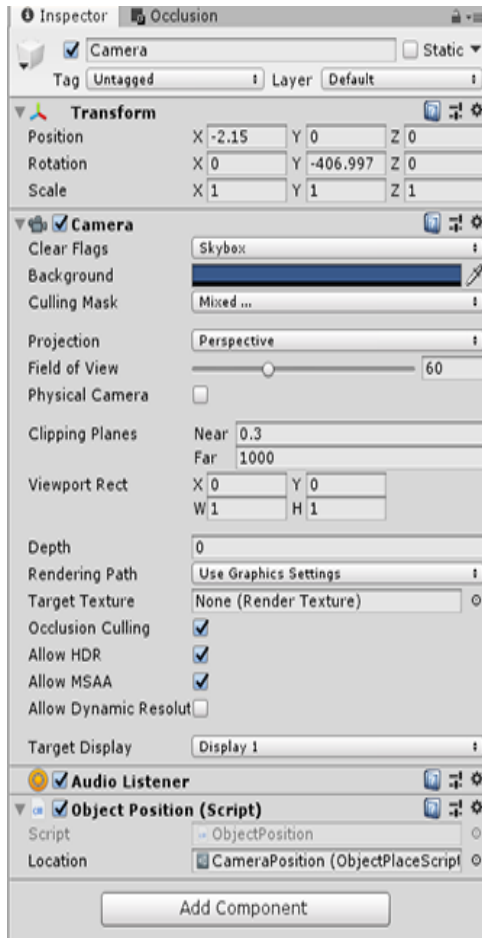 Inspector Occlusion
Camera Static
Tag Untagged Layer Default
Transform
Position X -2.15 Y 0 Z 0
Rotation X 0 Y -406.997 Z 0
Scale X 1 Y 1 Z 1
Camera
Clear Flags Skybox
Background
Culling Mask Mixed ...
Projection Perspective
Field of View 60
Physical Camera
Clipping Planes Near 0.3
Far 1000
Viewport Rect X 0 Y 0
W 1 H 1
Depth 0
Rendering Path Use Graphics Settings
Target Texture None (Render Texture)
Occlusion Culling
Allow HDR
Allow MSAA
Allow Dynamic Resolut
Target Display Display 1
Audio Listener
Object Position (Script)
Script ObjectPosition
Location CameraPosition (ObjectPlaceScript
Add Component